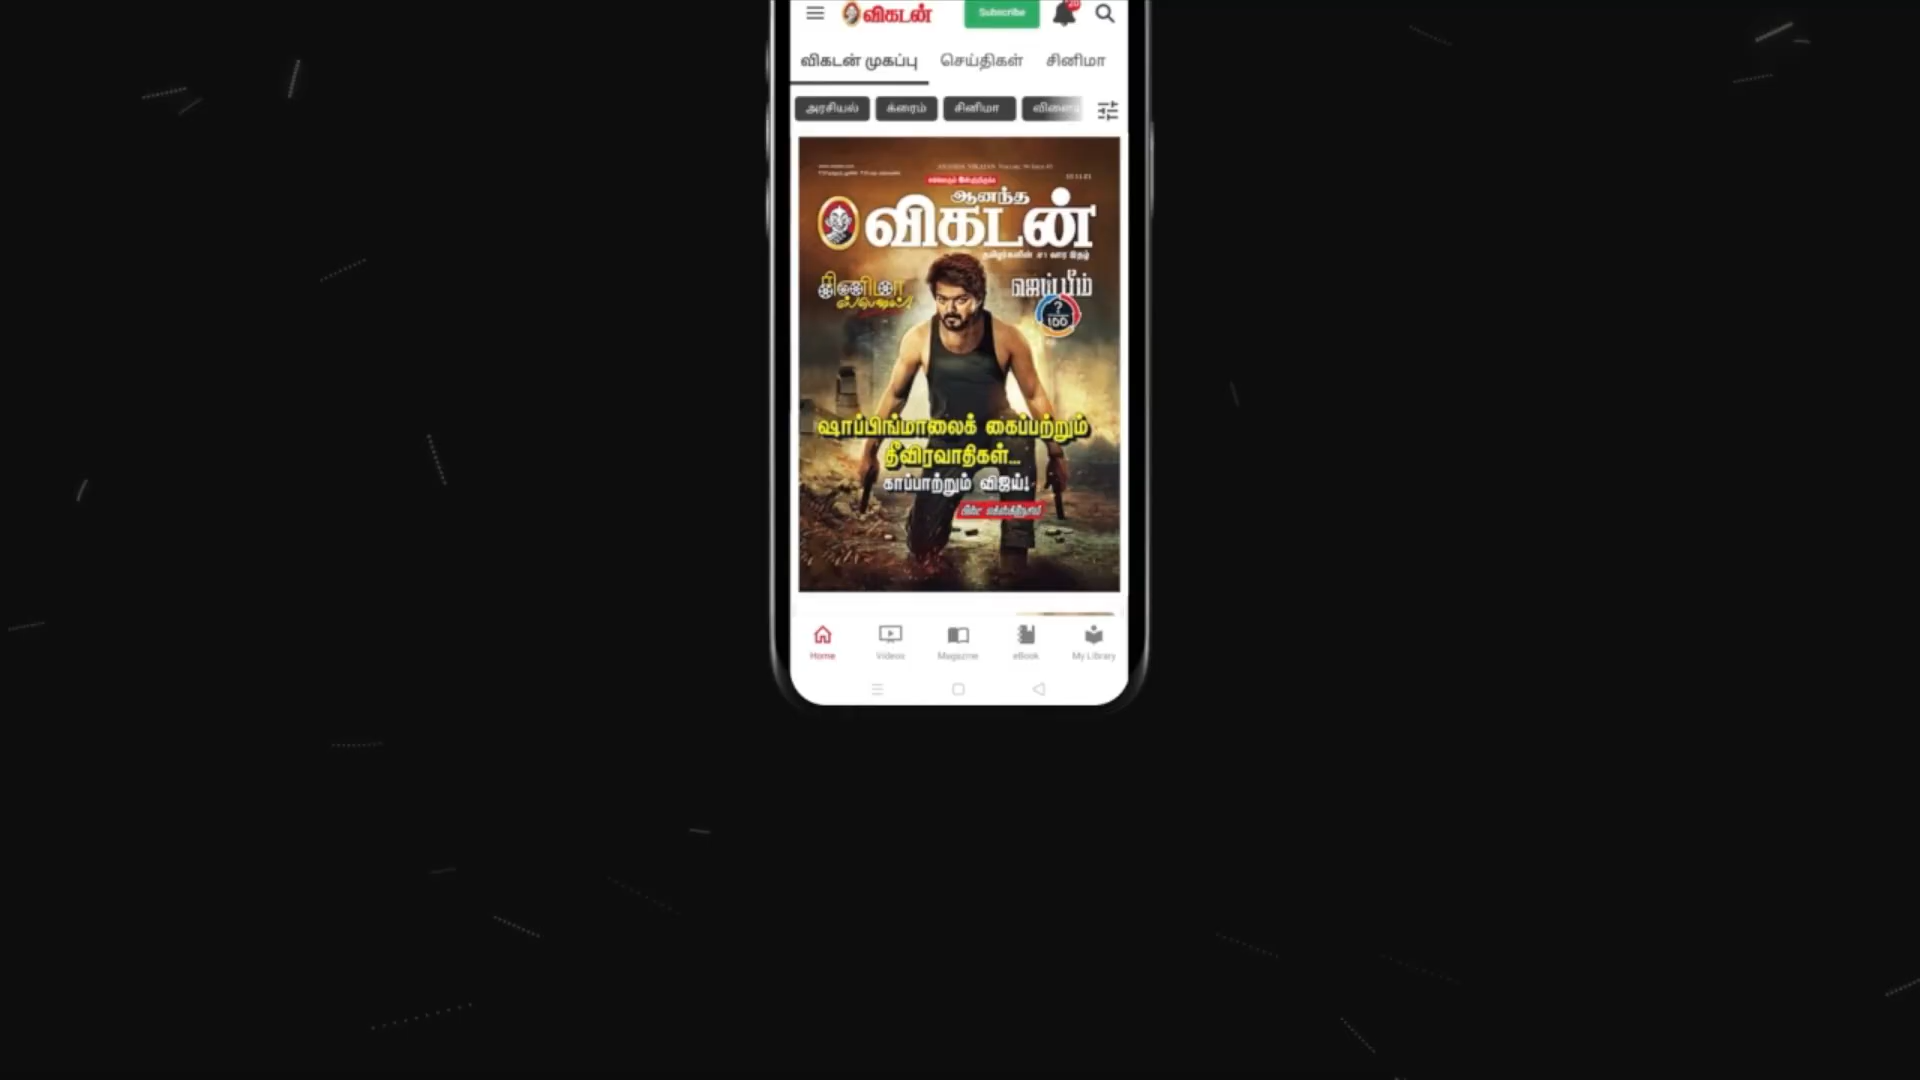 விகடன்
Subscribe
விகடன் முகப்பு செய்திகள் சினிமா
அரசியல் க்ரைம் சினிமா
ஆனந்த
விகடன்
சினிமா ஸ்பெஷல்!
ஜெய்பீம்
?
100
ஷாப்பிங்மாலைக் கைப்பற்றும்
தீவிரவாதிகள்...
காப்பாற்றும் விஜய்!
Home Videos Magazine eBook My Library